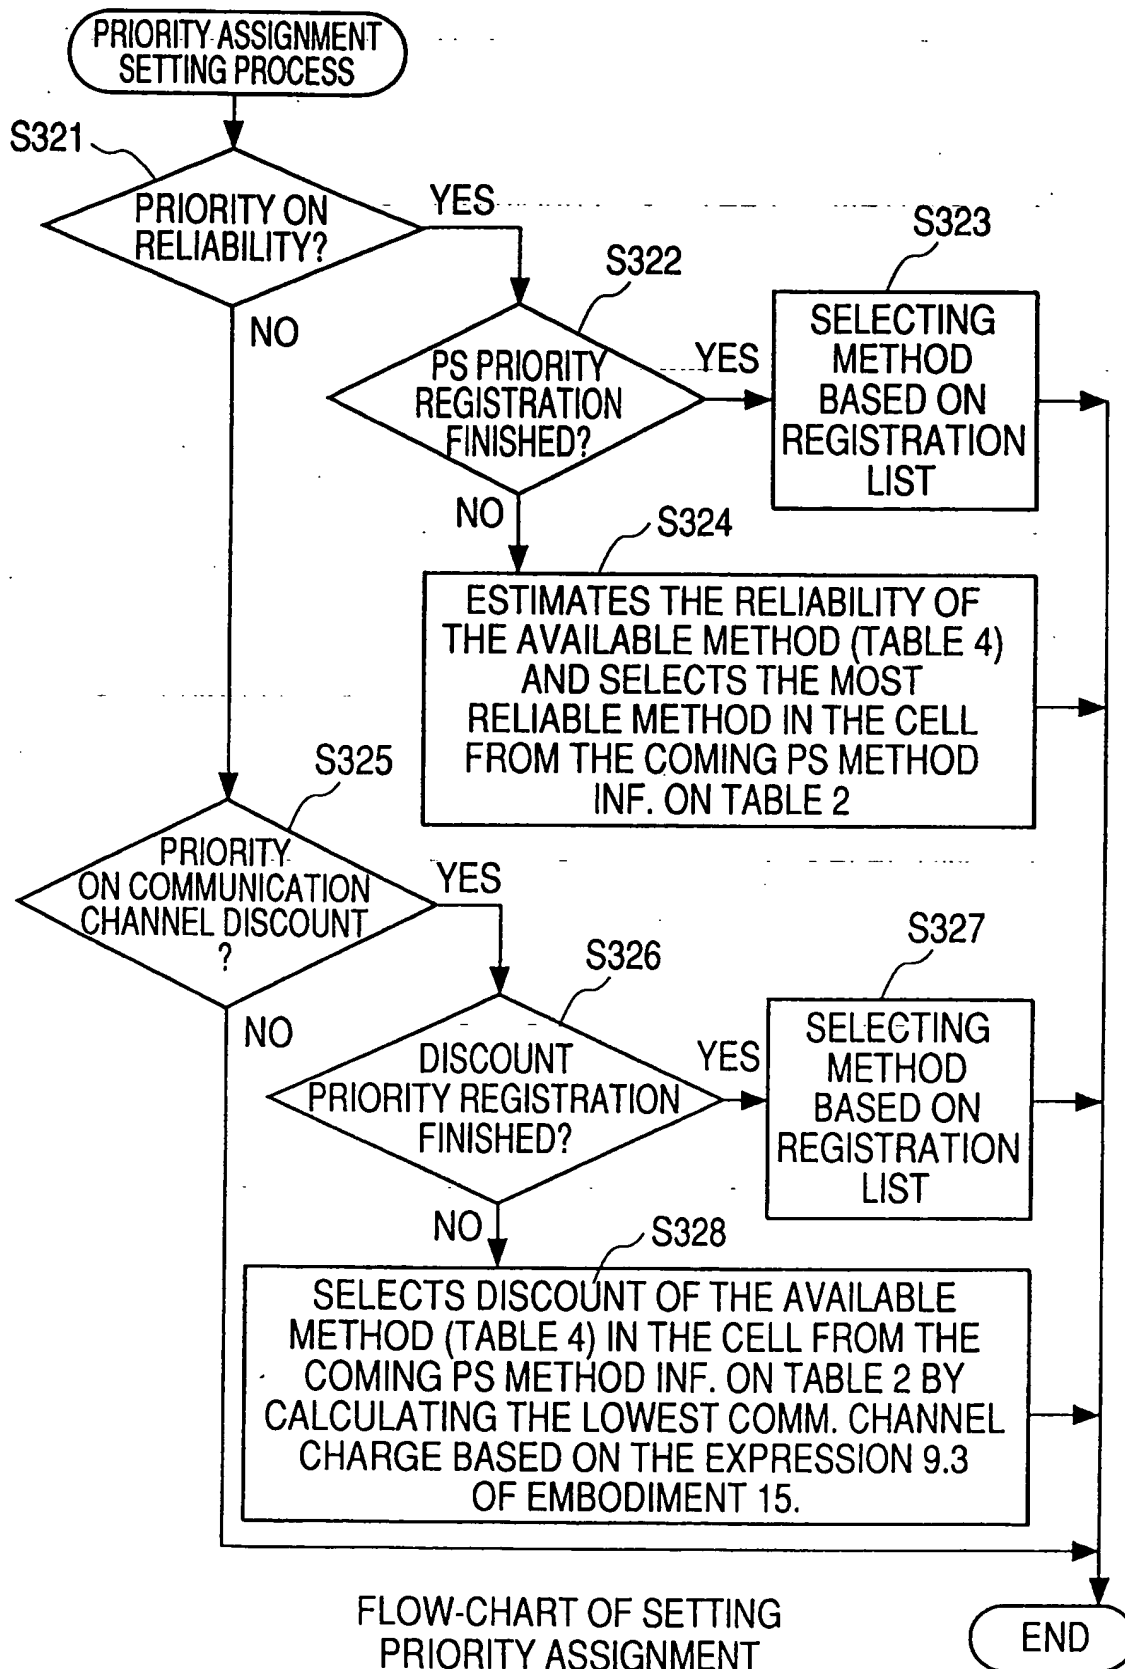 PRIORITY ASSIGNMENT
SETTING PROCESS
S321
PRIORITY ON
RELIABILITY?
YES
NO
S322
PS PRIORITY
REGISTRATION
FINISHED?
YES
NO
S323
SELECTING
METHOD
BASED ON
REGISTRATION
LIST
S324
ESTIMATES THE RELIABILITY OF
THE AVAILABLE METHOD (TABLE 4)
AND SELECTS THE MOST
RELIABLE METHOD IN THE CELL
FROM THE COMING PS METHOD
INF. ON TABLE 2
S325
PRIORITY
ON COMMUNICATION
CHANNEL DISCOUNT
?
YES
NO
S326
DISCOUNT
PRIORITY REGISTRATION
FINISHED?
YES
NO
S327
SELECTING
METHOD
BASED ON
REGISTRATION
LIST
S328
SELECTS DISCOUNT OF THE AVAILABLE
METHOD (TABLE 4) IN THE CELL FROM THE
COMING PS METHOD INF. ON TABLE 2 BY
CALCULATING THE LOWEST COMM. CHANNEL
CHARGE BASED ON THE EXPRESSION 9.3
OF EMBODIMENT 15.
FLOW-CHART OF SETTING
PRIORITY ASSIGNMENT
END